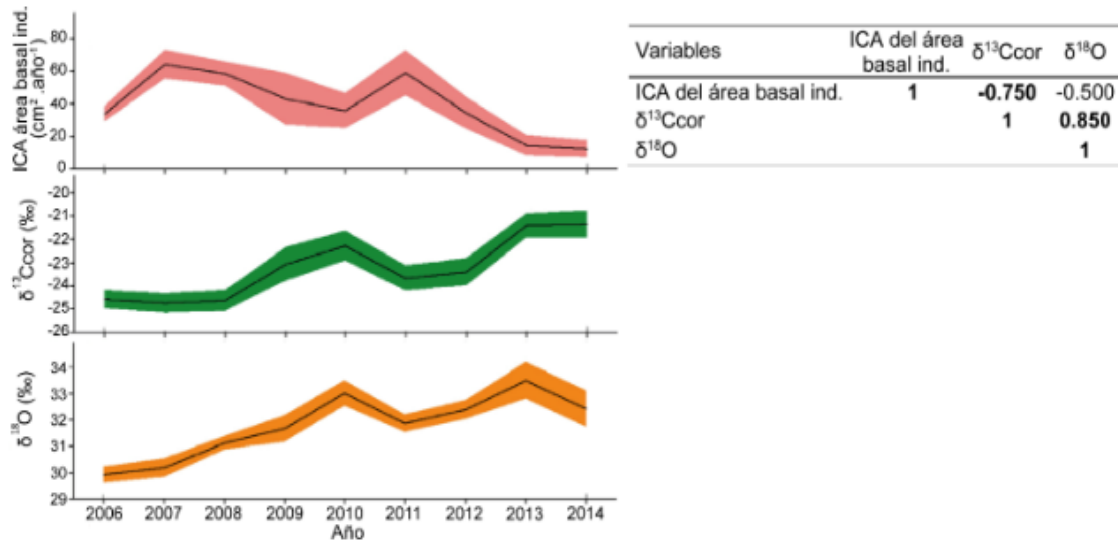 ICA área basal ind.
(cm² .año⁻¹)
80
60
40
20
0
δ¹³Ccor (‰)
-20
-21
-22
-23
-24
-25
-26
δ¹⁸O (‰)
34
33
32
31
30
29
2006 2007 2008 2009 2010 2011 2012 2013 2014
Año
Variables ICA del área basal ind. δ¹³Ccor δ¹⁸O
ICA del área basal ind. 1 -0.750 -0.500
δ¹³Ccor 1 0.850
δ¹⁸O 1